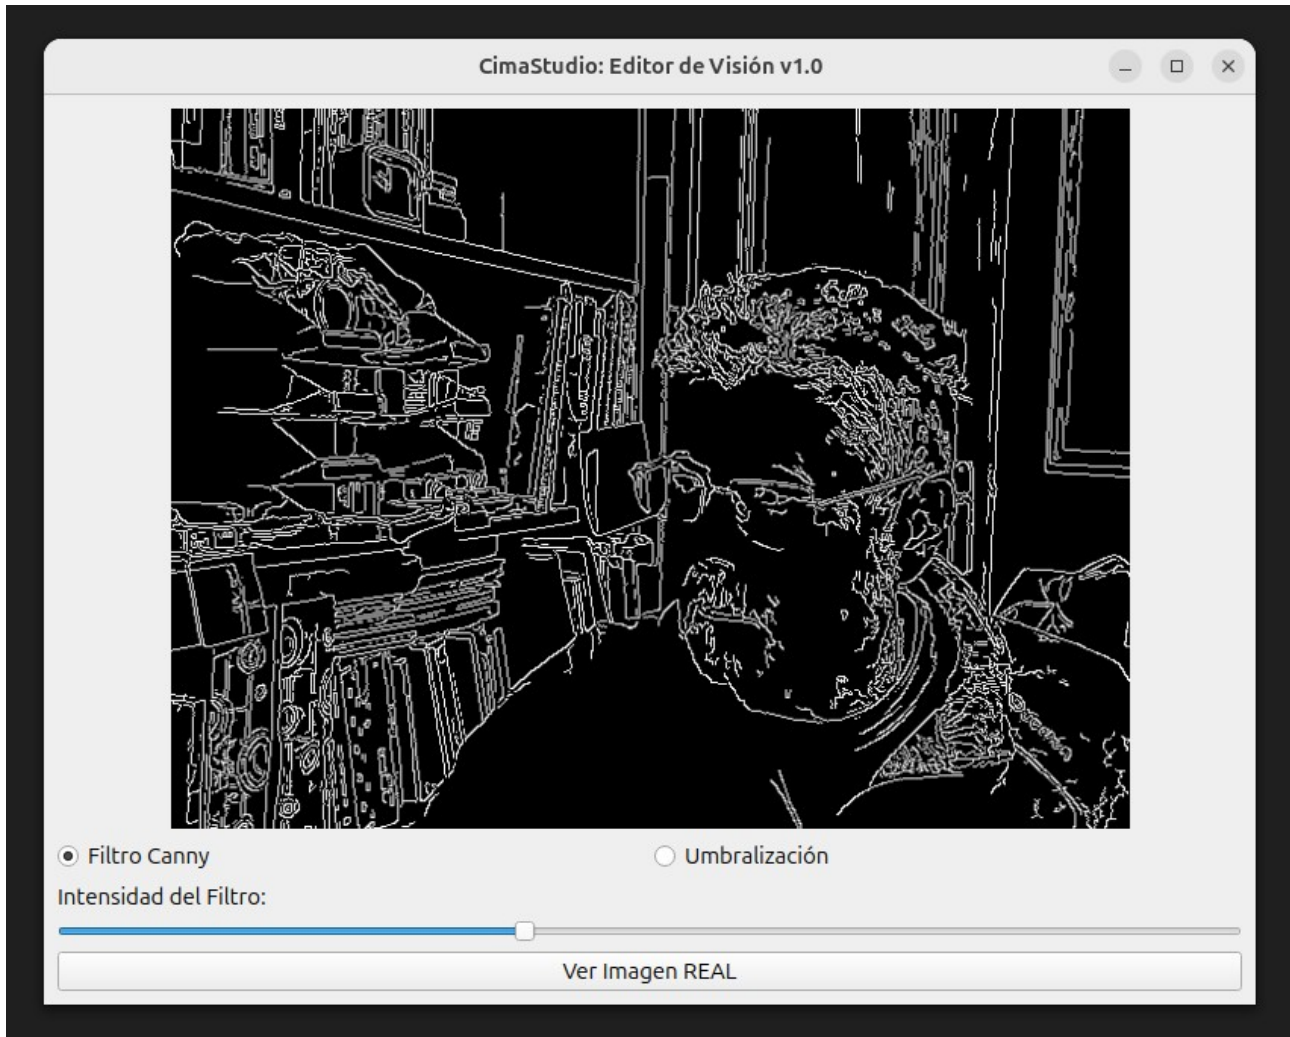 CimaStudio: Editor de Visión v1.0
Filtro Canny
Umbralización
Intensidad del Filtro:
Ver Imagen REAL